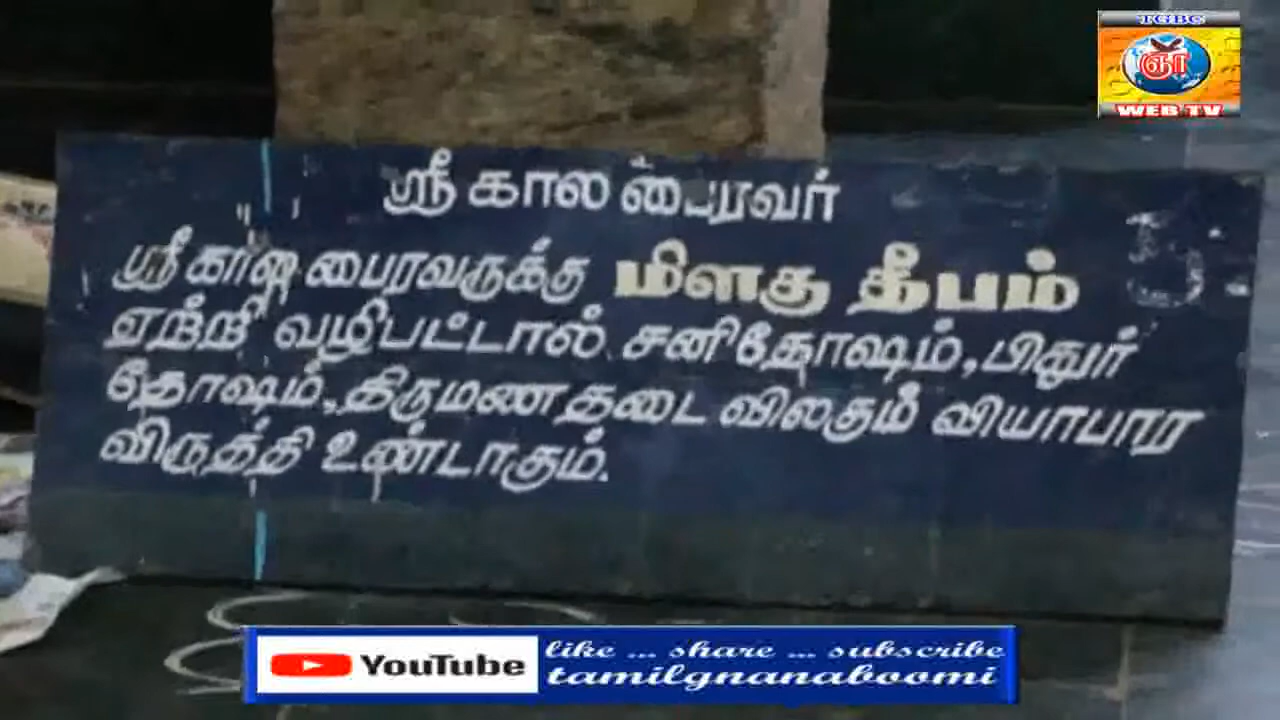 TGBC
ஞா
WEB TV
ஸ்ரீ கால பைரவர்
ஸ்ரீ கால பைரவருக்கு மிளகு தீபம்
ஏற்றி வழிபட்டால் சனிதோஷம், பிதுர்
தோஷம், திருமண தடை விலகும் வியாபார
விருத்தி உண்டாகும்.
YouTube
like ... share ... subscribe
tamilgnanaboomi